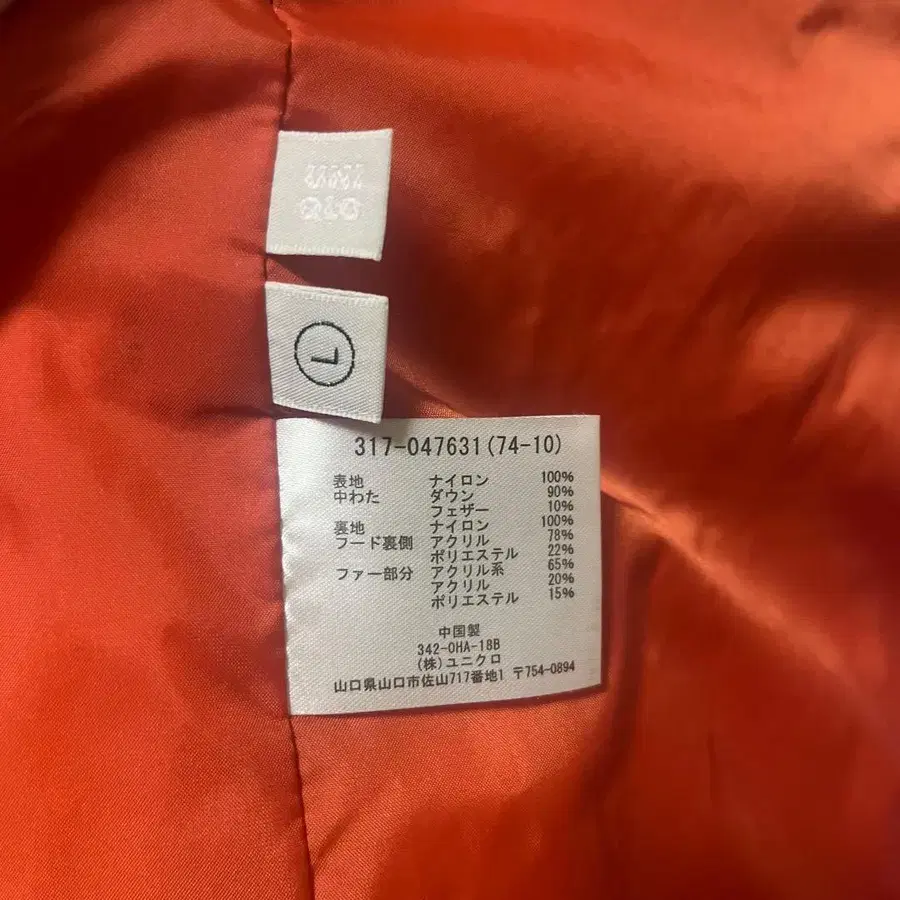 L
317-047631(74-10)
表地 ナイロン 100%
中わた ダウン 90%
フェザー 10%
裏地 ナイロン 100%
フード裏側 アクリル 78%
ポリエステル 22%
ファー部分 アクリル系 65%
アクリル 20%
ポリエステル 15%
中国製
342-OHA-18B
(株)ユニクロ
山口県山口市佐山717番地1 〒754-0894